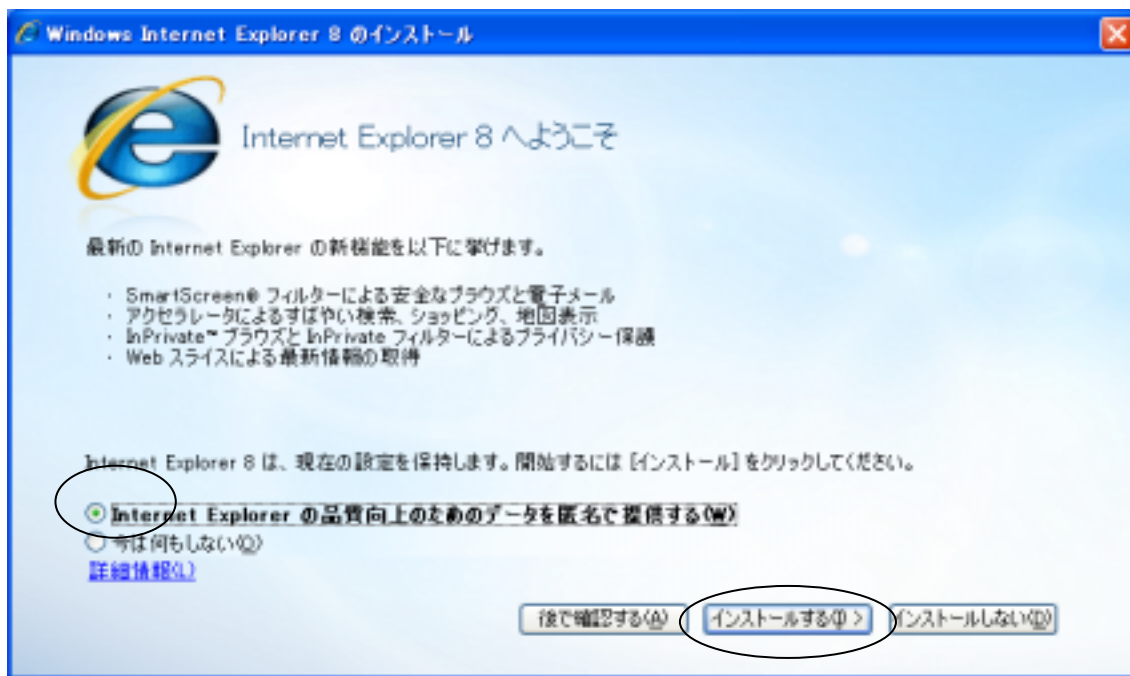 Windows Internet Explorer 8 のインストール
Internet Explorer 8 へようこそ
最新の Internet Explorer の新機能を以下に挙げます。
・ SmartScreen® フィルターによる安全なブラウズと電子メール
・ アクセラレータによるすばやい検索、ショッピング、地図表示
・ InPrivate™ ブラウズと InPrivate フィルターによるプライバシー保護
・ Web スライスによる最新情報の取得
Internet Explorer 8 は、現在の設定を保持します。開始するには [インストール] をクリックしてください。
Internet Explorer の品質向上のためのデータを匿名で提供する(W)
今は何もしない(O)
詳細情報(L)
後で確認する(A) インストールする(I) > インストールしない(D)